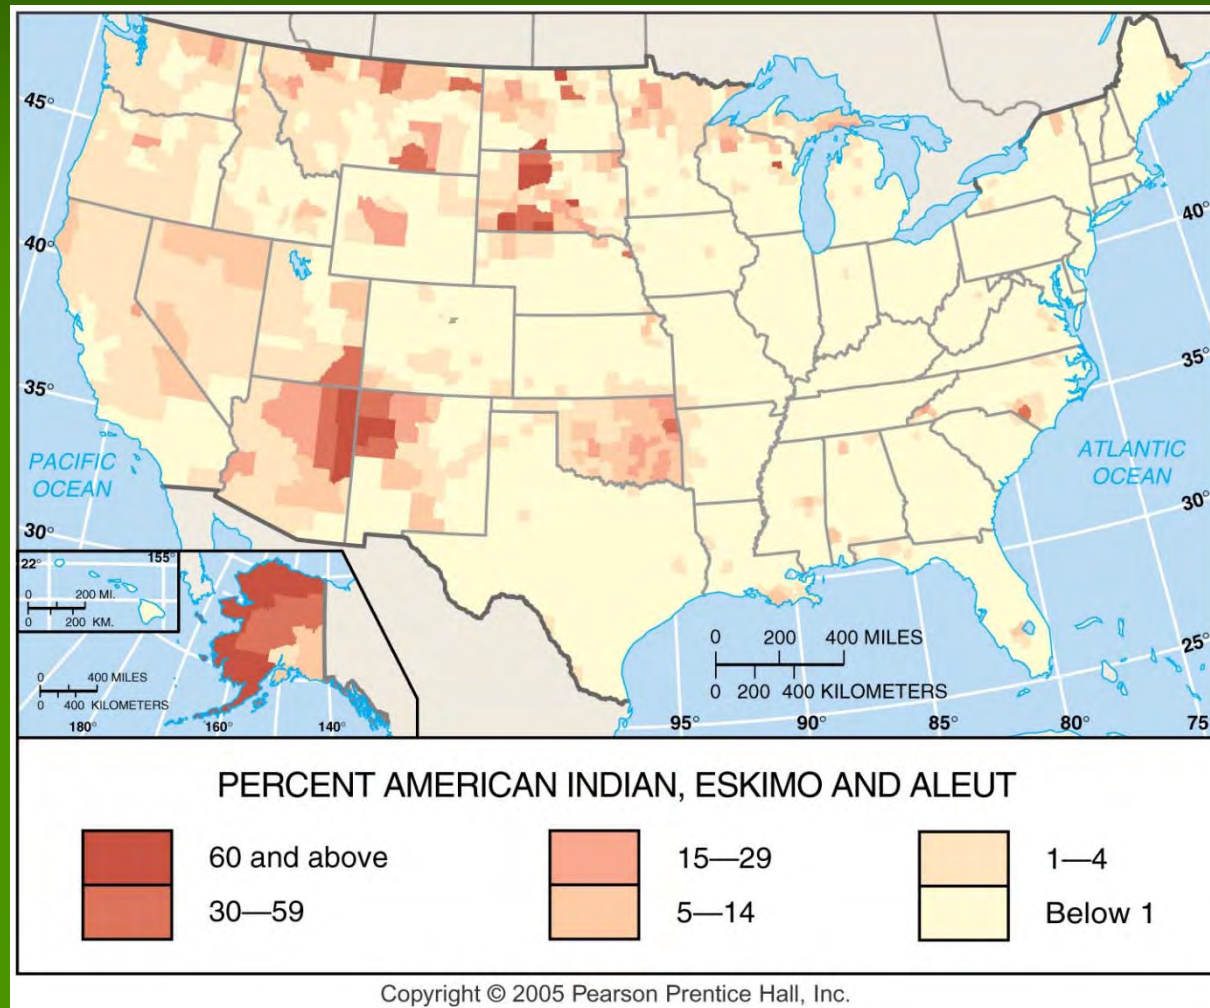 45°
40°
40°
35°
35°
PACIFIC
OCEAN
ATLANTIC
OCEAN
30°
30°
22°
155°
0 200 MI.
0 200 KM.
25°
0 200 400 MILES
0 200 400 KILOMETERS
0 400 MILES
0 400 KILOMETERS
180° 160° 140°
95° 90° 85° 80° 75°
PERCENT AMERICAN INDIAN, ESKIMO AND ALEUT
60 and above
30—59
15—29
5—14
1—4
Below 1
Copyright © 2005 Pearson Prentice Hall, Inc.